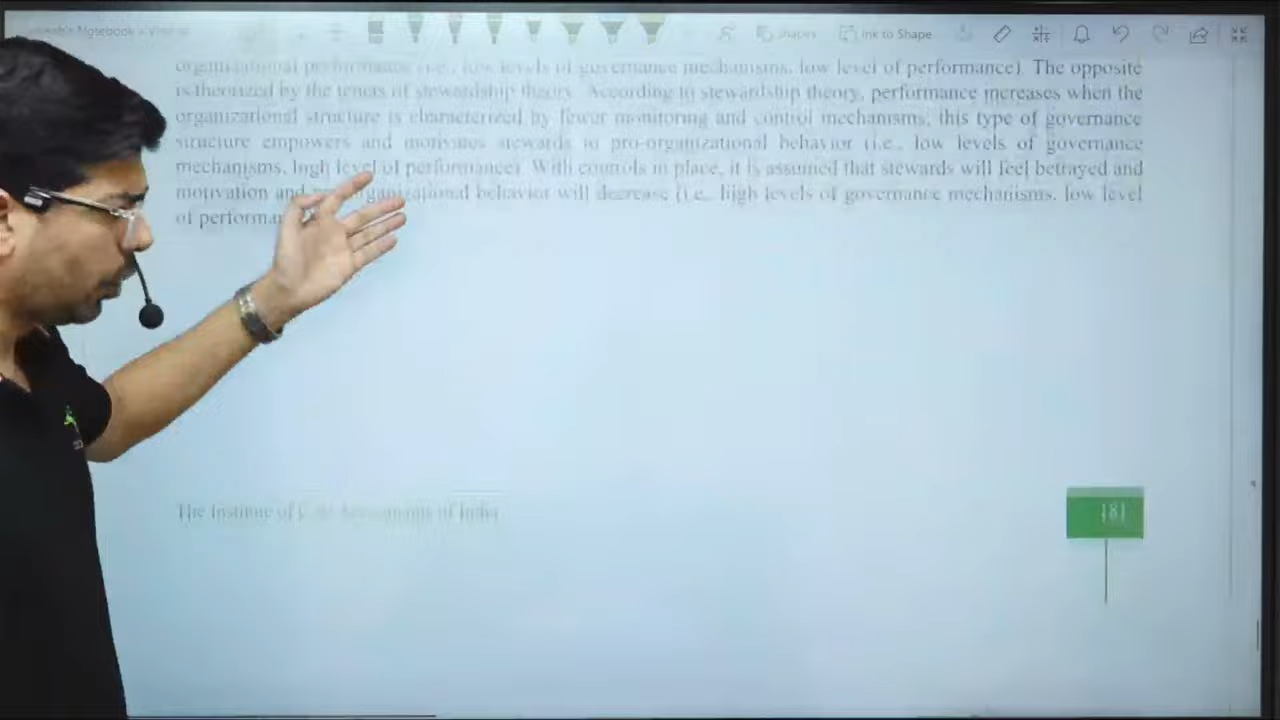 Notebook
Shapes
Ink to Shape
organizational performance (i.e., low levels of governance mechanisms, low level of performance). The opposite
is theorized by the tenets of stewardship theory. According to stewardship theory, performance increases when the
organizational structure is characterized by fewer monitoring and control mechanisms; this type of governance
structure empowers and motivates stewards to pro-organizational behavior (i.e., low levels of governance
mechanisms, high level of performance). With controls in place, it is assumed that stewards will feel betrayed and
motivation and organizational behavior will decrease (i.e., high levels of governance mechanisms, low level
of
The Institute of Accountants of India
181